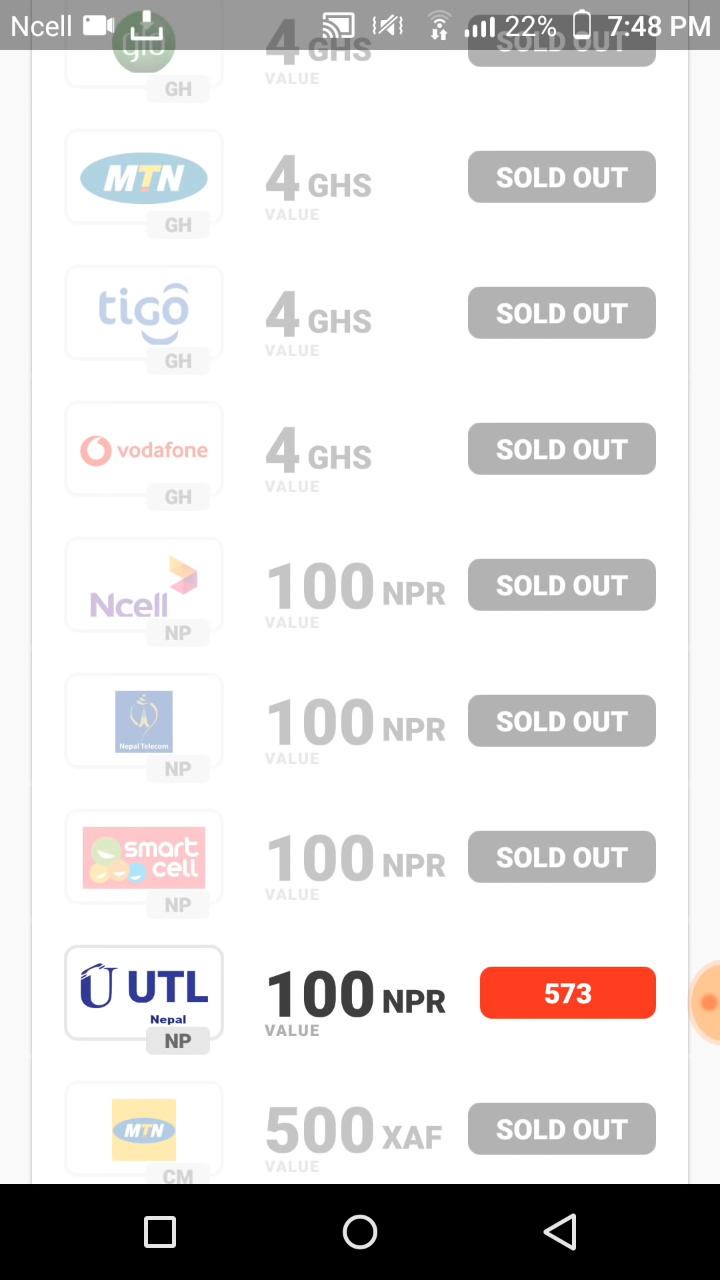 Ncell 22% 7:48 PM
glo 4 GHS SOLD OUT
GH VALUE
MTN 4 GHS SOLD OUT
GH VALUE
tigo 4 GHS SOLD OUT
GH VALUE
vodafone 4 GHS SOLD OUT
GH VALUE
Ncell 100 NPR SOLD OUT
NP VALUE
Nepal Telecom 100 NPR SOLD OUT
NP VALUE
smart cell 100 NPR SOLD OUT
NP VALUE
UTL Nepal 100 NPR 573
NP VALUE
MTN 500 XAF SOLD OUT
CM VALUE